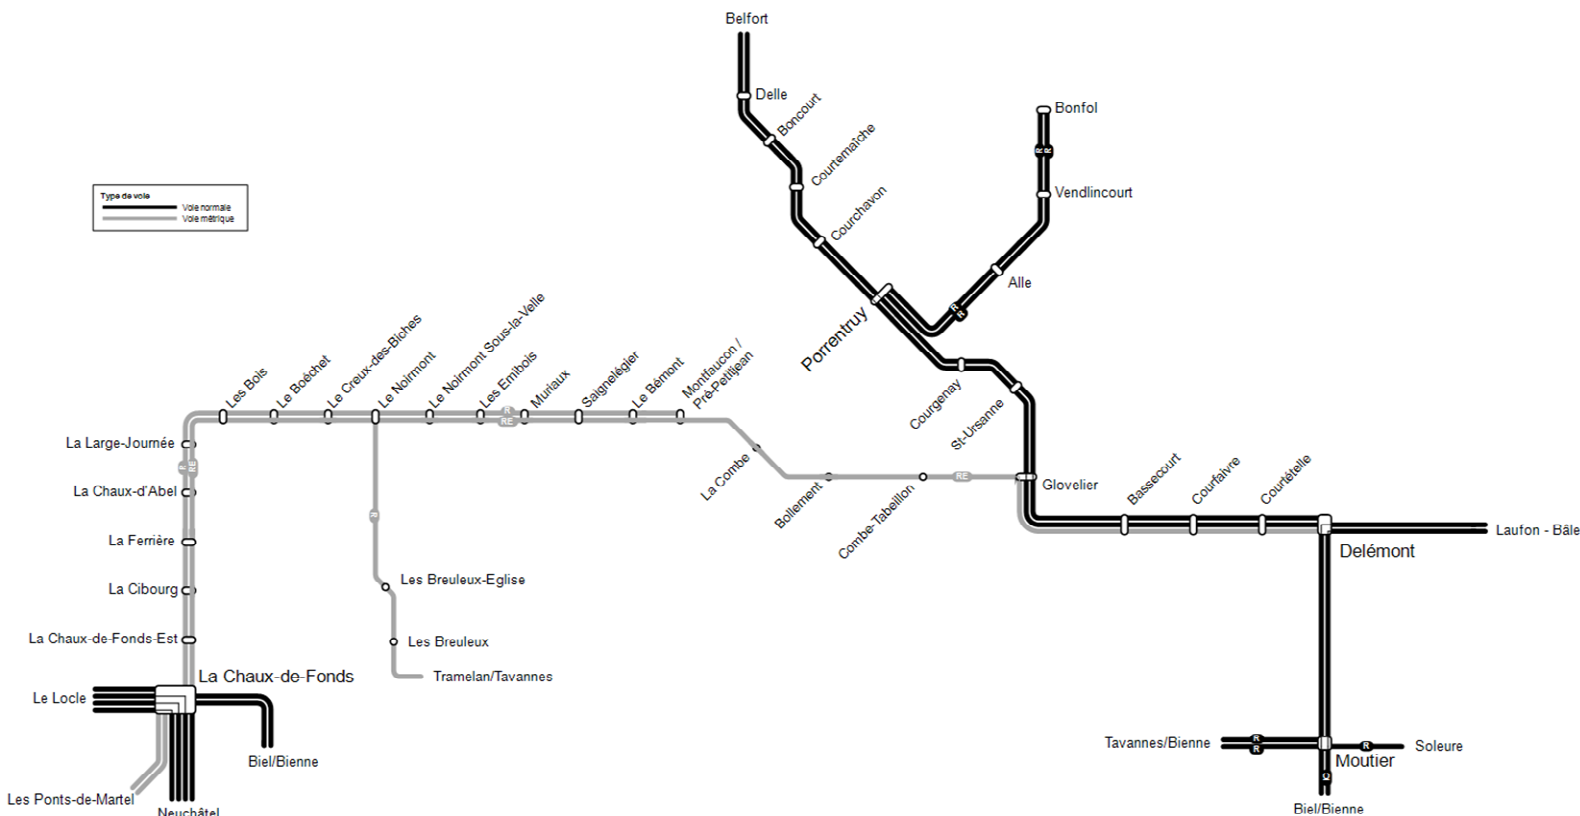 Belfort
Delle
Boncourt
Courtemaîche
Courchavon
Bonfol
R
R
Vendlincourt
Alle
R
R
Porrentruy
Type de voie
Voie normale
Voie métrique
Les Bois
Le Boéchet
Le Creux-des-Biches
Le Noirmont
Le Noirmont Sous-la-Velle
Les Emibois
Muriaux
Saignelégier
Le Bémont
Montfaucon /
Pré-Petitjean
R
RE
Courgenay
St-Ursanne
La Large-Journée
R
RE
La Chaux-d'Abel
La Ferrière
La Cibourg
La Chaux-de-Fonds-Est
La Combe
Bollement
Combe-Tabeillon
RE
Glovelier
Bassecourt
Courfaivre
Courtételle
Delémont
Laufon - Bâle
R
Les Breuleux-Eglise
Les Breuleux
Tramelan/Tavannes
La Chaux-de-Fonds
Le Locle
Biel/Bienne
Les Ponts-de-Martel
Neuchâtel
Tavannes/Bienne
R
R
R
Soleure
Moutier
Biel/Bienne